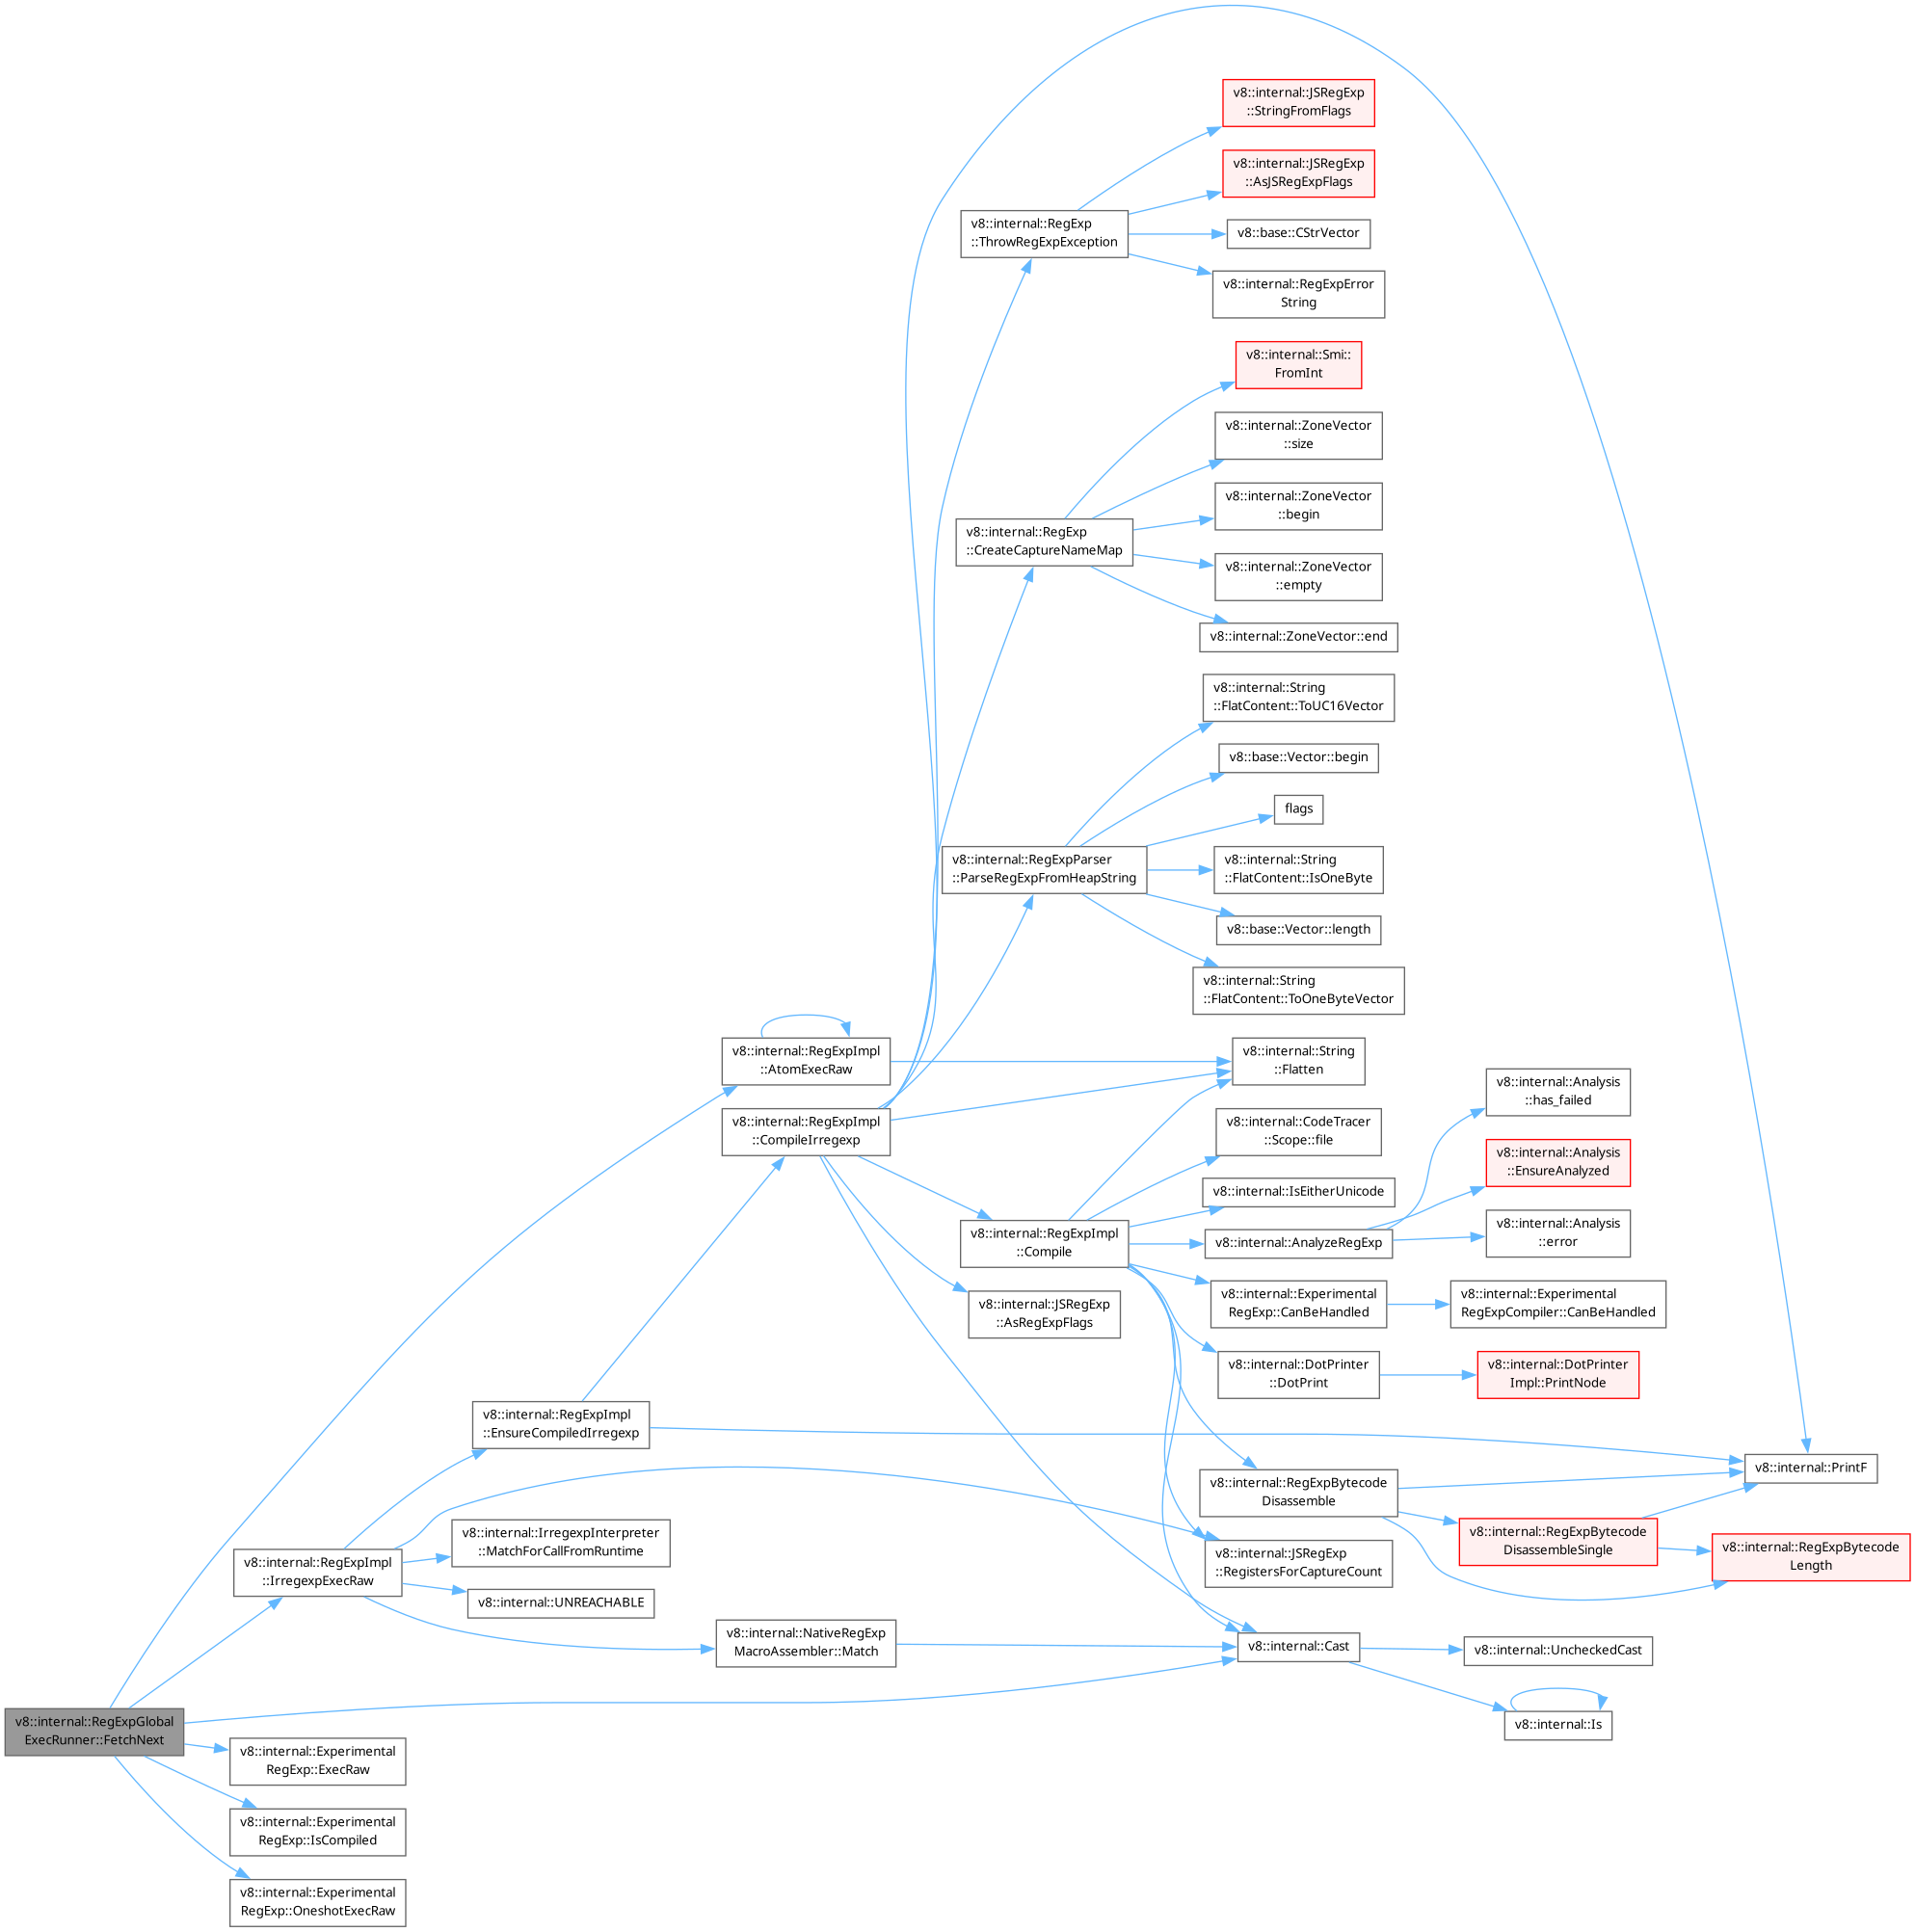 v8::internal::JSRegExp
::StringFromFlags
v8::internal::JSRegExp
::AsJSRegExpFlags
v8::internal::RegExp
::ThrowRegExpException
v8::base::CStrVector
v8::internal::RegExpError
String
v8::internal::Smi::
FromInt
v8::internal::ZoneVector
::size
v8::internal::ZoneVector
::begin
v8::internal::RegExp
::CreateCaptureNameMap
v8::internal::ZoneVector
::empty
v8::internal::ZoneVector::end
v8::internal::String
::FlatContent::ToUC16Vector
v8::base::Vector::begin
flags
v8::internal::RegExpParser
::ParseRegExpFromHeapString
v8::internal::String
::FlatContent::IsOneByte
v8::base::Vector::length
v8::internal::String
::FlatContent::ToOneByteVector
v8::internal::RegExpImpl
::AtomExecRaw
v8::internal::String
::Flatten
v8::internal::Analysis
::has_failed
v8::internal::RegExpImpl
::CompileIrregexp
v8::internal::CodeTracer
::Scope::file
v8::internal::Analysis
::EnsureAnalyzed
v8::internal::IsEitherUnicode
v8::internal::RegExpImpl
::Compile
v8::internal::AnalyzeRegExp
v8::internal::Analysis
::error
v8::internal::JSRegExp
::AsRegExpFlags
v8::internal::Experimental
RegExp::CanBeHandled
v8::internal::Experimental
RegExpCompiler::CanBeHandled
v8::internal::DotPrinter
::DotPrint
v8::internal::DotPrinter
Impl::PrintNode
v8::internal::RegExpImpl
::EnsureCompiledIrregexp
v8::internal::PrintF
v8::internal::RegExpBytecode
Disassemble
v8::internal::RegExpBytecode
DisassembleSingle
v8::internal::RegExpBytecode
Length
v8::internal::IrregexpInterpreter
::MatchForCallFromRuntime
v8::internal::RegExpImpl
::IrregexpExecRaw
v8::internal::JSRegExp
::RegistersForCaptureCount
v8::internal::UNREACHABLE
v8::internal::NativeRegExp
MacroAssembler::Match
v8::internal::Cast
v8::internal::UncheckedCast
v8::internal::Is
v8::internal::RegExpGlobal
ExecRunner::FetchNext
v8::internal::Experimental
RegExp::ExecRaw
v8::internal::Experimental
RegExp::IsCompiled
v8::internal::Experimental
RegExp::OneshotExecRaw